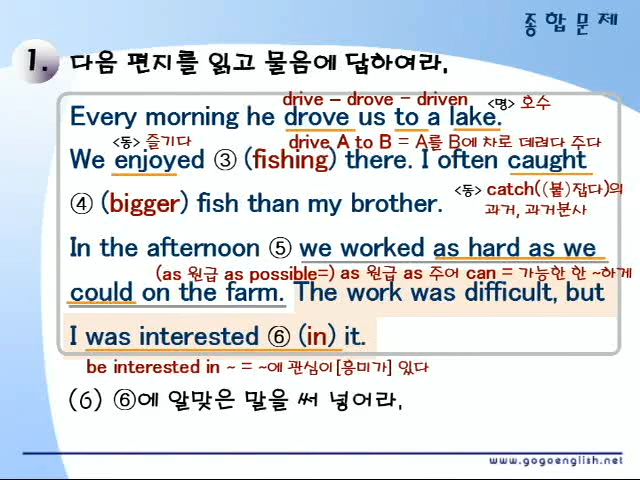 종합문제
1. 다음 편지를 읽고 물음에 답하여라.
drive – drove - driven <명> 호수
Every morning he drove us to a lake.
<동> 즐기다 drive A to B = A를 B에 차로 데려다 주다
We enjoyed ③ (fishing) there. I often caught
④ (bigger) fish than my brother. <동> catch((붙)잡다)의
과거, 과거분사
In the afternoon ⑤ we worked as hard as we
(as 원급 as possible=) as 원급 as 주어 can = 가능한 한 ~하게
could on the farm. The work was difficult, but
I was interested ⑥ (in) it.
be interested in ~ = ~에 관심이[흥미가] 있다
(6) ⑥에 알맞은 말을 써 넣어라.
www.gogoenglish.net